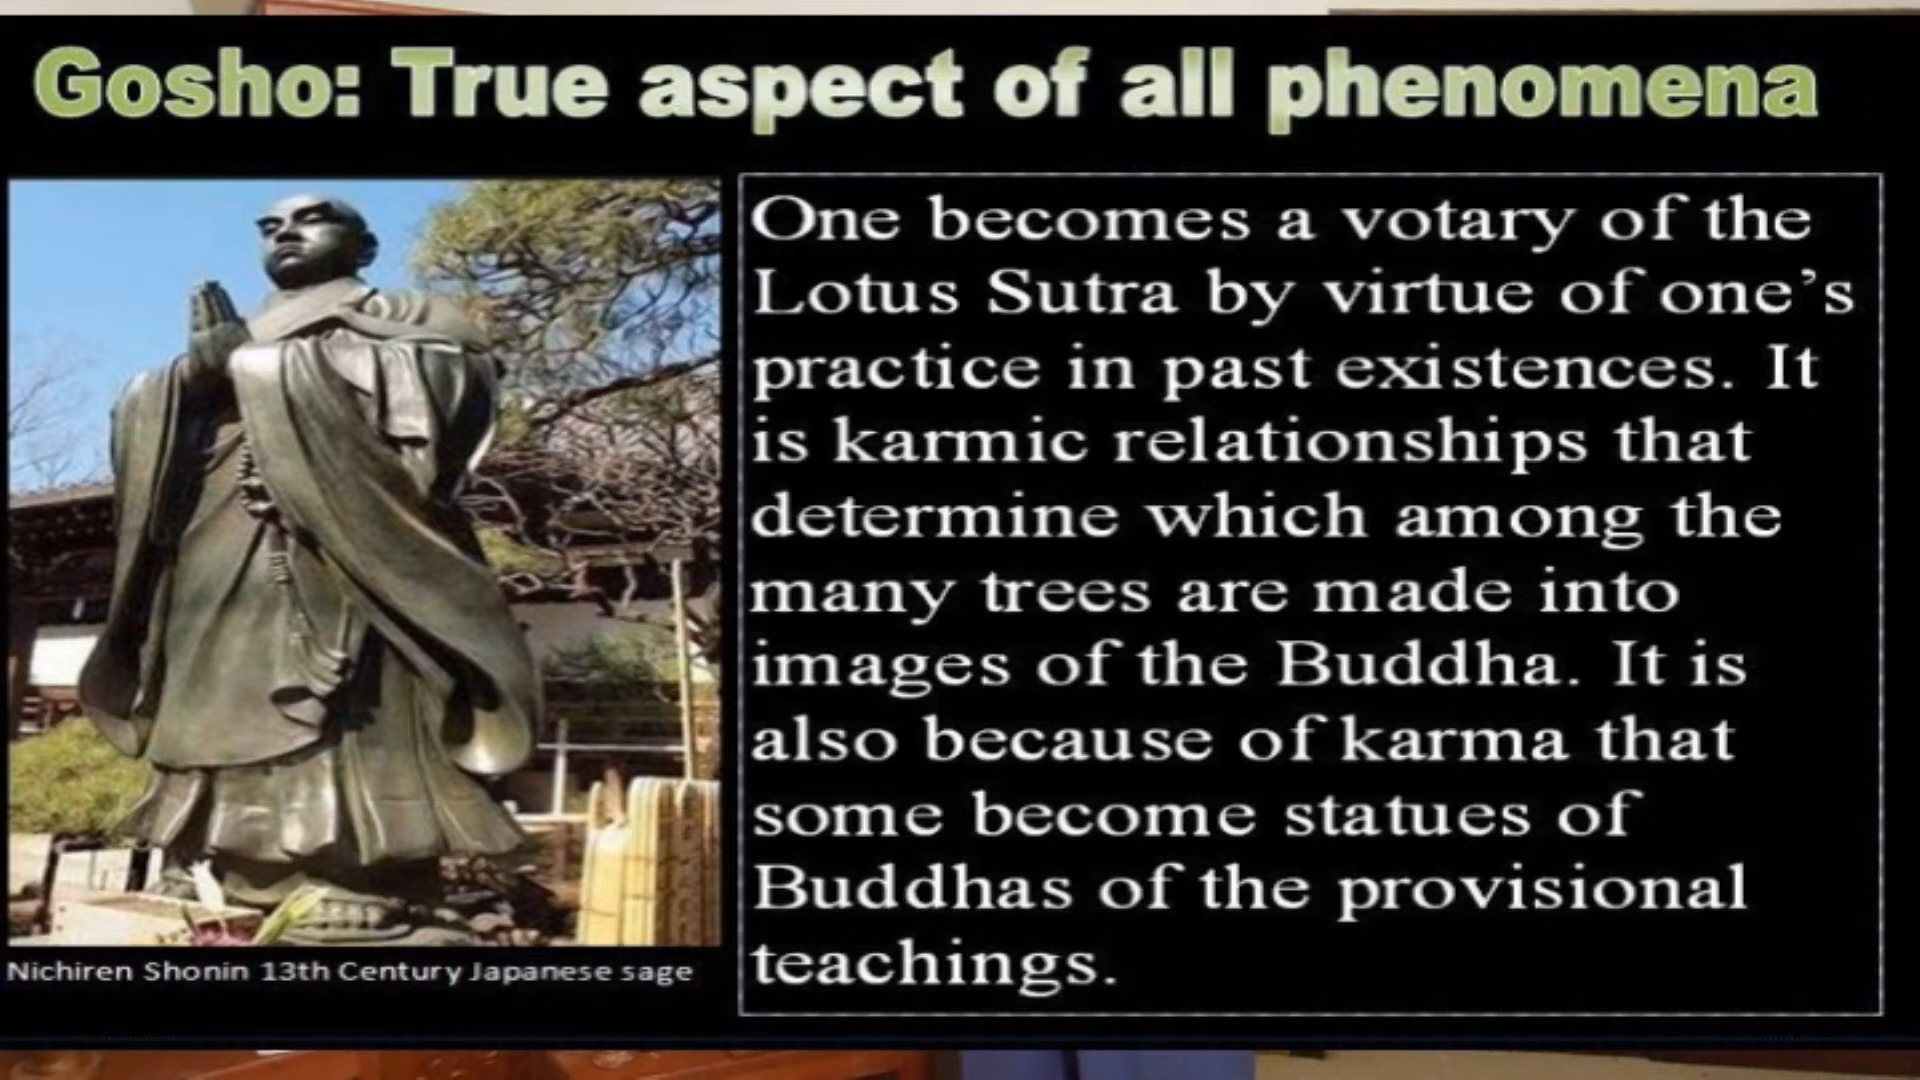 Gosho: True aspect of all phenomena
One becomes a votary of the
Lotus Sutra by virtue of one’s
practice in past existences. It
is karmic relationships that
determine which among the
many trees are made into
images of the Buddha. It is
also because of karma that
some become statues of
Buddhas of the provisional
teachings.
Nichiren Shonin 13th Century Japanese sage